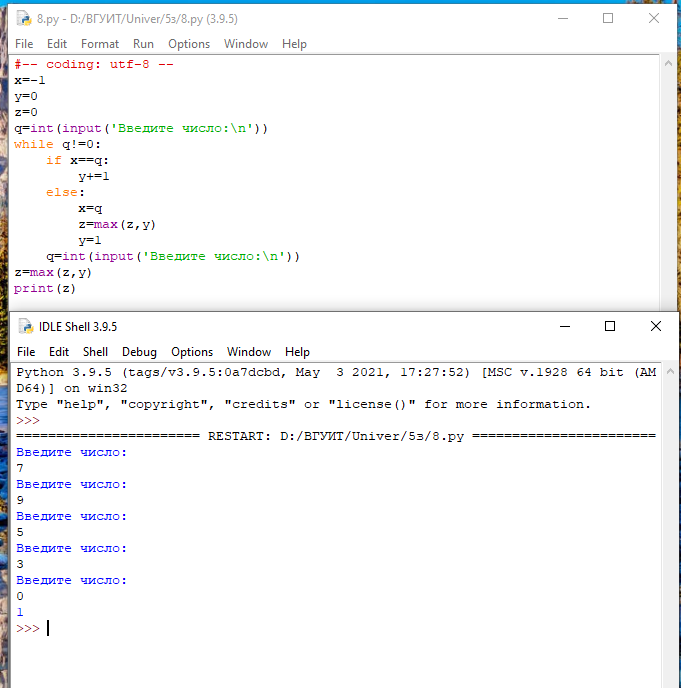 8.py - D:/ВГУИТ/Univer/5з/8.py (3.9.5)
File Edit Format Run Options Window Help
#-- coding: utf-8 --
x=-1
y=0
z=0
q=int(input('Введите число:\n'))
while q!=0:
    if x==q:
        y+=1
    else:
        x=q
        z=max(z,y)
        y=1
    q=int(input('Введите число:\n'))
z=max(z,y)
print(z)
IDLE Shell 3.9.5
File Edit Shell Debug Options Window Help
Python 3.9.5 (tags/v3.9.5:0a7dcbd, May  3 2021, 17:27:52) [MSC v.1928 64 bit (AM
D64)] on win32
Type "help", "copyright", "credits" or "license()" for more information.
>>>
======================= RESTART: D:/ВГУИТ/Univer/5з/8.py =======================
Введите число:
7
Введите число:
9
Введите число:
5
Введите число:
3
Введите число:
0
1
>>>